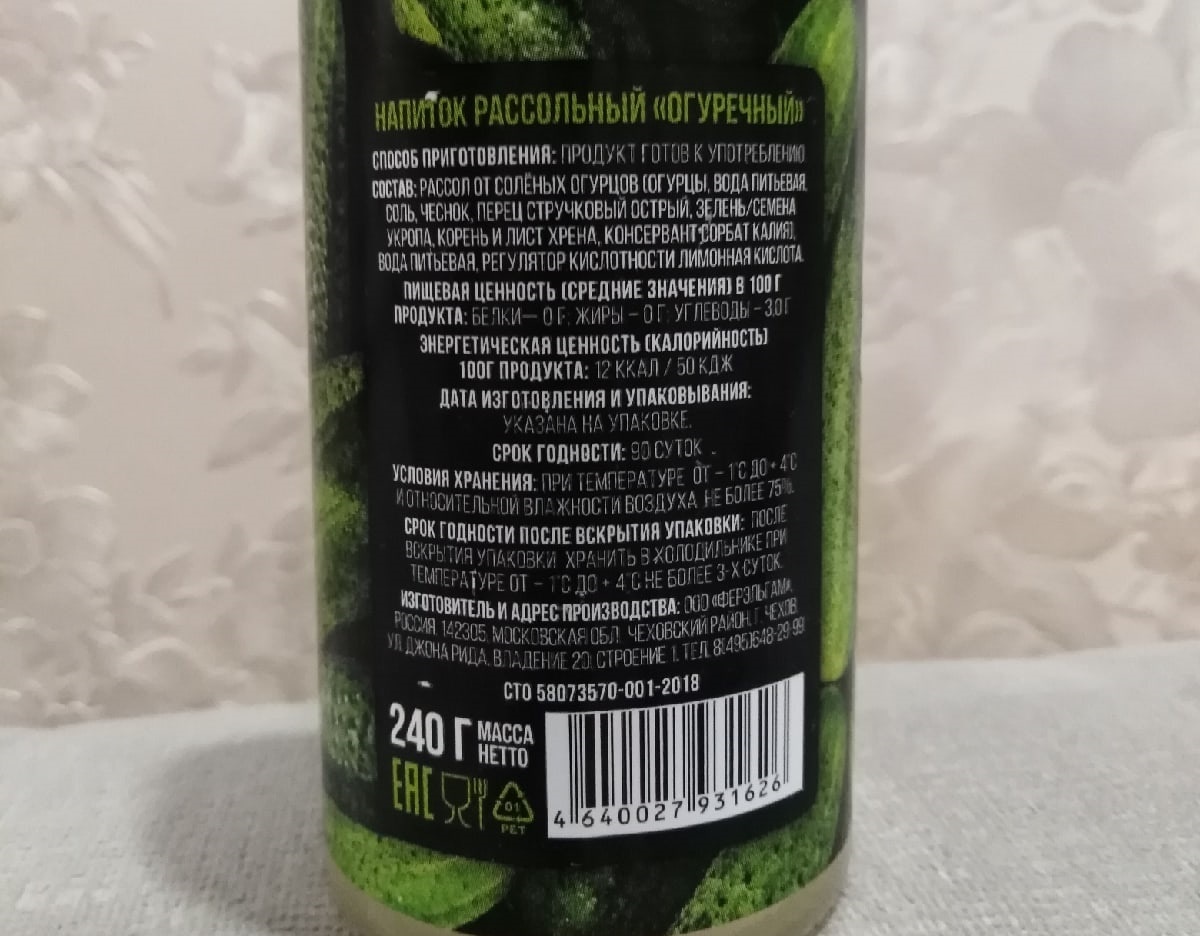 НАПИТОК РАССОЛЬНЫЙ «ОГУРЕЧНЫЙ»
СПОСОБ ПРИГОТОВЛЕНИЯ: ПРОДУКТ ГОТОВ К УПОТРЕБЛЕНИЮ
СОСТАВ: РАССОЛ ОТ СОЛЁНЫХ ОГУРЦОВ (ОГУРЦЫ, ВОДА ПИТЬЕВАЯ,
СОЛЬ, ЧЕСНОК, ПЕРЕЦ СТРУЧКОВЫЙ ОСТРЫЙ, ЗЕЛЕНЬ/СЕМЕНА
УКРОПА, КОРЕНЬ И ЛИСТ ХРЕНА, КОНСЕРВАНТ СОРБАТ КАЛИЯ),
ВОДА ПИТЬЕВАЯ, РЕГУЛЯТОР КИСЛОТНОСТИ ЛИМОННАЯ КИСЛОТА.
ПИЩЕВАЯ ЦЕННОСТЬ (СРЕДНИЕ ЗНАЧЕНИЯ) В 100 Г
ПРОДУКТА: БЕЛКИ— 0 Г; ЖИРЫ – 0 Г; УГЛЕВОДЫ – 3,0 Г
ЭНЕРГЕТИЧЕСКАЯ ЦЕННОСТЬ (КАЛОРИЙНОСТЬ)
100Г ПРОДУКТА: 12 ККАЛ / 50 КДЖ
ДАТА ИЗГОТОВЛЕНИЯ И УПАКОВЫВАНИЯ:
УКАЗАНА НА УПАКОВКЕ.
СРОК ГОДНОСТИ: 90 СУТОК
УСЛОВИЯ ХРАНЕНИЯ: ПРИ ТЕМПЕРАТУРЕ ОТ – 1°С ДО + 4°С
И ОТНОСИТЕЛЬНОЙ ВЛАЖНОСТИ ВОЗДУХА НЕ БОЛЕЕ 75%.
СРОК ГОДНОСТИ ПОСЛЕ ВСКРЫТИЯ УПАКОВКИ: ПОСЛЕ
ВСКРЫТИЯ УПАКОВКИ ХРАНИТЬ В ХОЛОДИЛЬНИКЕ ПРИ
ТЕМПЕРАТУРЕ ОТ – 1°С ДО + 4°С НЕ БОЛЕЕ 3-Х СУТОК.
ИЗГОТОВИТЕЛЬ И АДРЕС ПРОИЗВОДСТВА: ООО «ФЕРЭЛЬГАМ»,
РОССИЯ, 142305, МОСКОВСКАЯ ОБЛ., ЧЕХОВСКИЙ РАЙОН, Г. ЧЕХОВ,
УЛ. ДЖОНА РИДА, ВЛАДЕНИЕ 20, СТРОЕНИЕ 1, ТЕЛ. 8(495)648-29-99
СТО 58073570-001-2018
240 Г МАССА
НЕТТО
ЕАС
01
PET
4 640027 931626